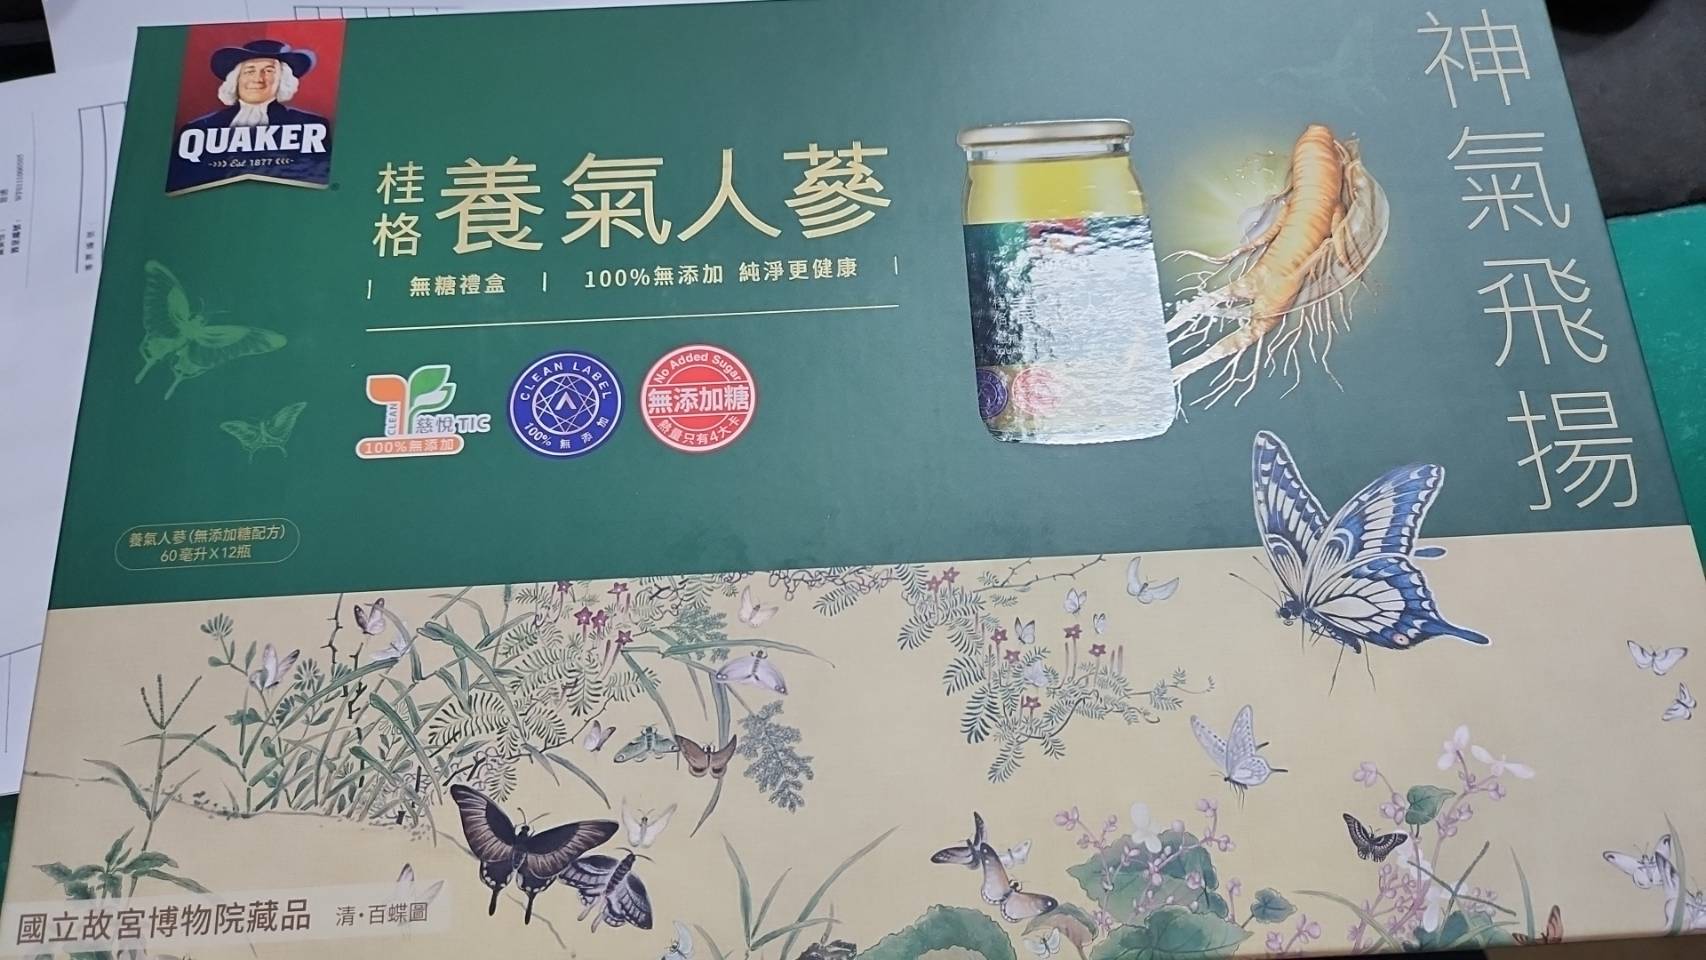 QUAKER
Est 1877
桂格
養氣人蔘
無糖禮盒
100%無添加 純淨更健康
CLEAN
慈悅TIC
100%無添加
CLEAN LABEL
100% 無添加
No Added Sugar
無添加糖
熱量只有4大卡
神氣飛揚
養氣人蔘(無添加糖配方)
60毫升X12瓶
國立故宮博物院藏品 清·百蝶圖